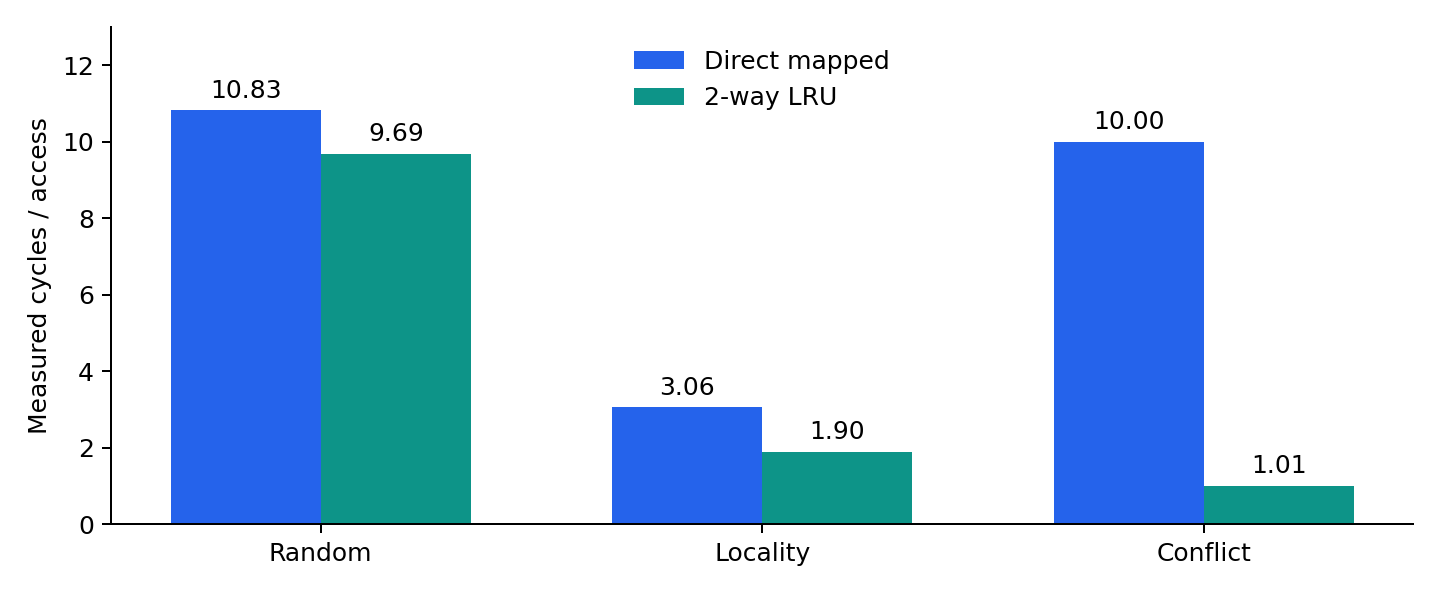 Measured cycles / access
12
10
8
6
4
2
0
Direct mapped
2-way LRU
10.83
9.69
3.06
1.90
10.00
1.01
Random
Locality
Conflict